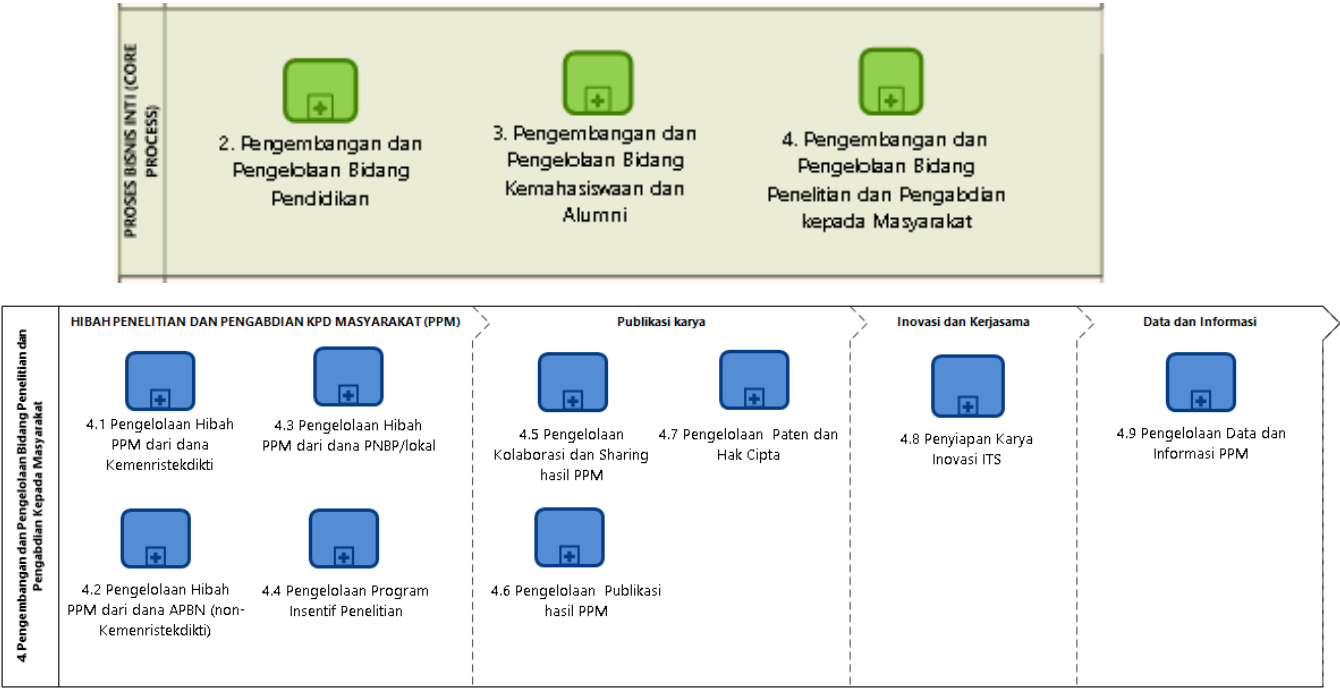 PROSES BISNIS INTI (CORE
PROCESS)
2. Pengembangan dan
Pengelolaan Bidang
Pendidikan
3. Pengembangan dan
Pengelolaan Bidang
Kemahasiswaan dan
Alumni
4. Pengembangan dan
Pengelolaan Bidang
Penelitian dan Pengabdian
kepada Masyarakat
4. Pengembangan dan Pengelolaan Bidang Penelitian dan
Pengabdian Kepada Masyarakat
HIBAH PENELITIAN DAN PENGABDIAN KPD MASYARAKAT (PPM)
4.1 Pengelolaan Hibah
PPM dari dana
Kemenristekdikti
4.3 Pengelolaan Hibah
PPM dari dana PNBP/lokal
4.2 Pengelolaan Hibah
PPM dari dana APBN (non-
Kemenristekdikti)
4.4 Pengelolaan Program
Insentif Penelitian
Publikasi karya
4.5 Pengelolaan
Kolaborasi dan Sharing
hasil PPM
4.7 Pengelolaan Paten dan
Hak Cipta
4.6 Pengelolaan Publikasi
hasil PPM
Inovasi dan Kerjasama
4.8 Penyiapan Karya
Inovasi ITS
Data dan Informasi
4.9 Pengelolaan Data dan
Informasi PPM